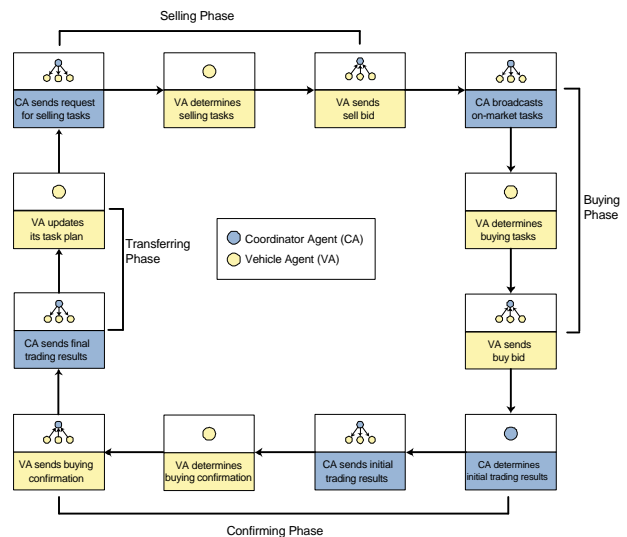 Selling Phase
CA sends request
for selling tasks
VA determines
selling tasks
VA sends
sell bid
CA broadcasts
on-market tasks
VA updates
its task plan
Transferring
Phase
Coordinator Agent (CA)
Vehicle Agent (VA)
VA determines
buying tasks
Buying
Phase
CA sends final
trading results
VA sends
buy bid
VA sends buying
confirmation
VA determines
buying confirmation
CA sends initial
trading results
CA determines
initial trading results
Confirming Phase